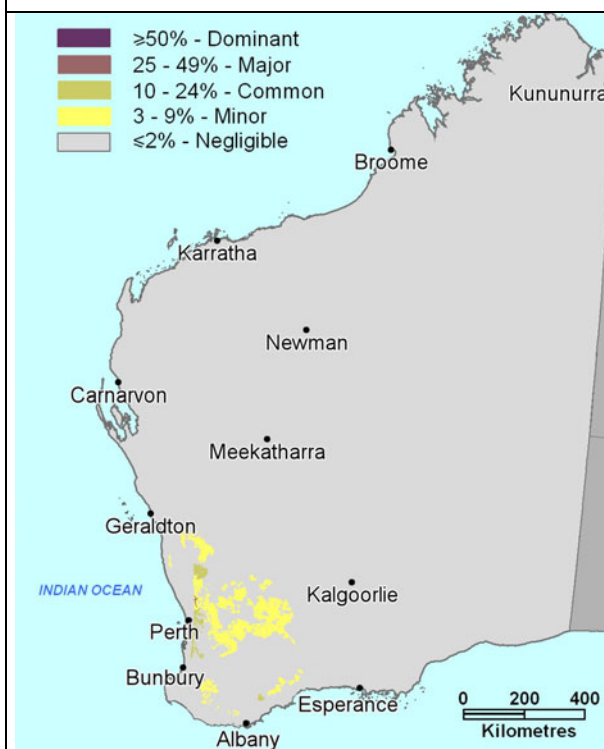 ≥50% - Dominant
25 - 49% - Major
10 - 24% - Common
3 - 9% - Minor
≤2% - Negligible
Kununurra
Broome
Karratha
Newman
Carnarvon
Meekatharra
Geraldton
INDIAN OCEAN
Kalgoorlie
Perth
Bunbury
Esperance
Albany
0 200 400
Kilometres